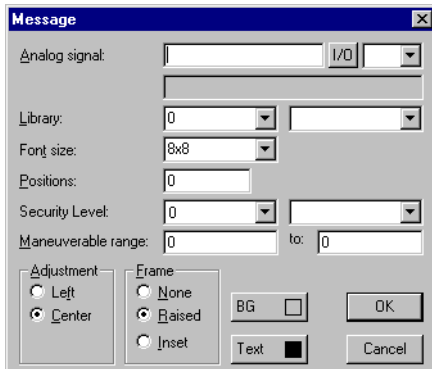 Message
Analog signal: I/O
Library: 0
Font size: 8x8
Positions: 0
Security Level: 0
Maneuverable range: 0 to: 0
Adjustment Frame
Left None BG OK
Center Raised
Inset Text Cancel